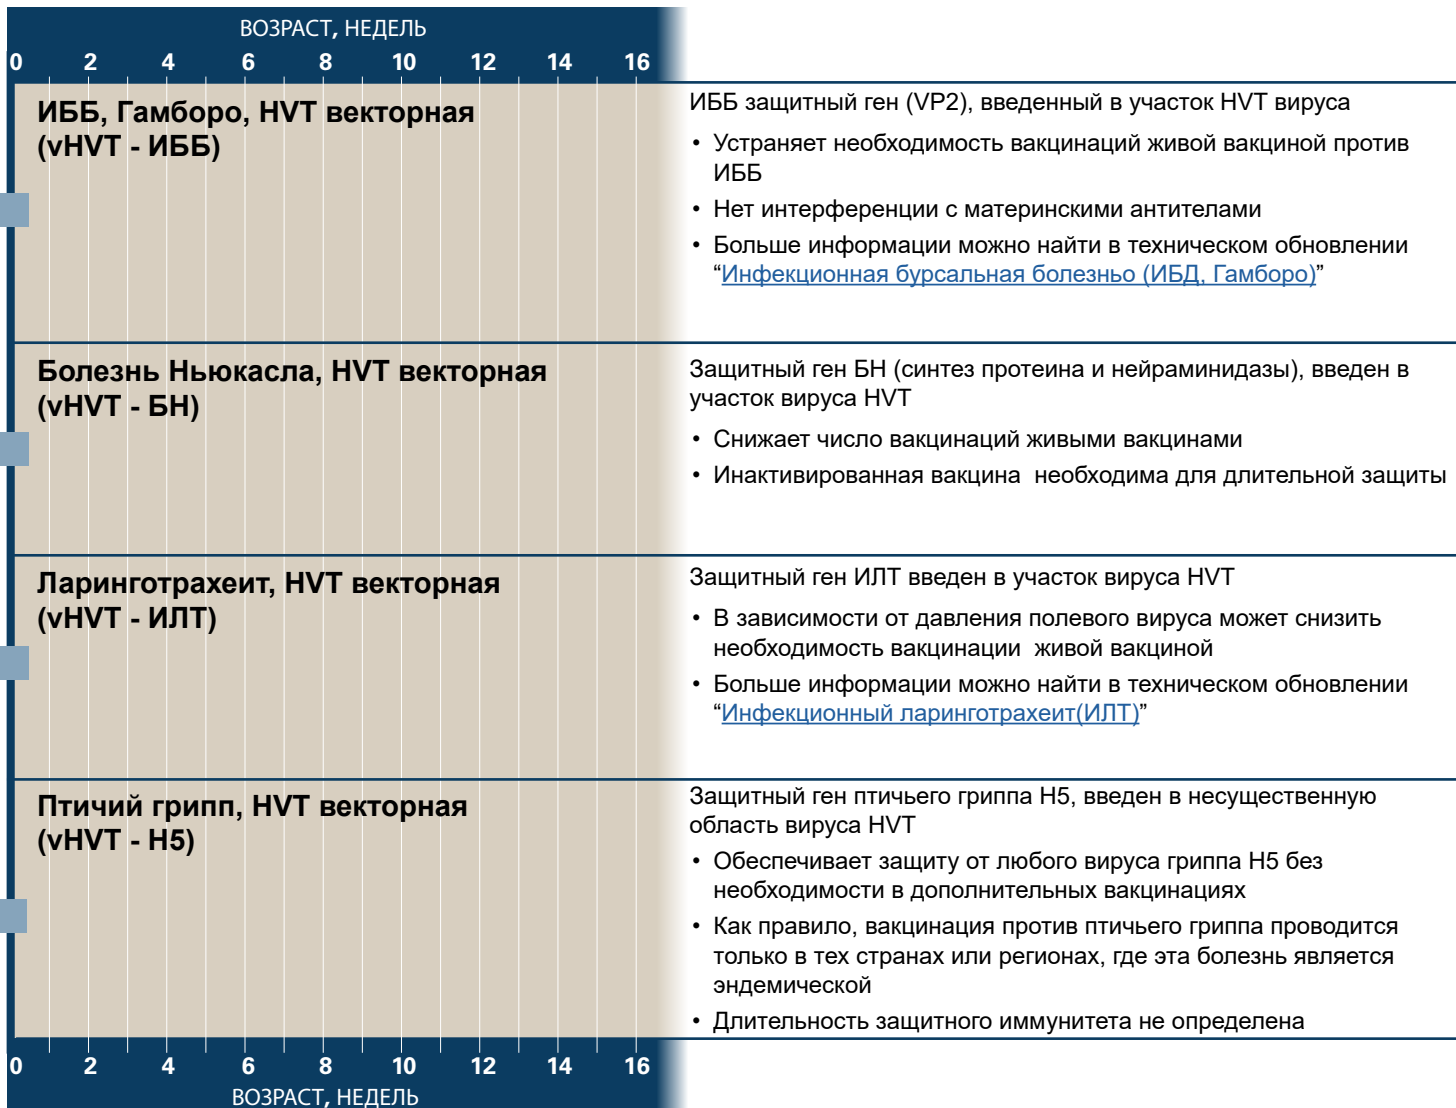 ВОЗРАСТ, НЕДЕЛЬ
0 2 4 6 8 10 12 14 16
ИББ, Гамборо, HVT векторная
(vHVT - ИББ)
ИББ защитный ген (VP2), введенный в участок HVT вируса
• Устраняет необходимость вакцинаций живой вакциной против
ИББ
• Нет интерференции с материнскими антителами
• Больше информации можно найти в техническом обновлении
“Инфекционная бурсальная болезньо (ИБД, Гамборо)”
Болезнь Ньюкасла, HVT векторная
(vHVT - БН)
Защитный ген БН (синтез протеина и нейраминидазы), введен в
участок вируса HVT
• Снижает число вакцинаций живыми вакцинами
• Инактивированная вакцина необходима для длительной защиты
Ларинготрахеит, HVT векторная
(vHVT - ИЛТ)
Защитный ген ИЛТ введен в участок вируса HVT
• В зависимости от давления полевого вируса может снизить
необходимость вакцинации живой вакциной
• Больше информации можно найти в техническом обновлении
“Инфекционный ларинготрахеит(ИЛТ)”
Птичий грипп, HVT векторная
(vHVT - H5)
Защитный ген птичьего гриппа H5, введен в несущественную
область вируса HVT
• Обеспечивает защиту от любого вируса гриппа H5 без
необходимости в дополнительных вакцинациях
• Как правило, вакцинация против птичьего гриппа проводится
только в тех странах или регионах, где эта болезнь является
эндемической
• Длительность защитного иммунитета не определена
0 2 4 6 8 10 12 14 16
ВОЗРАСТ, НЕДЕЛЬ